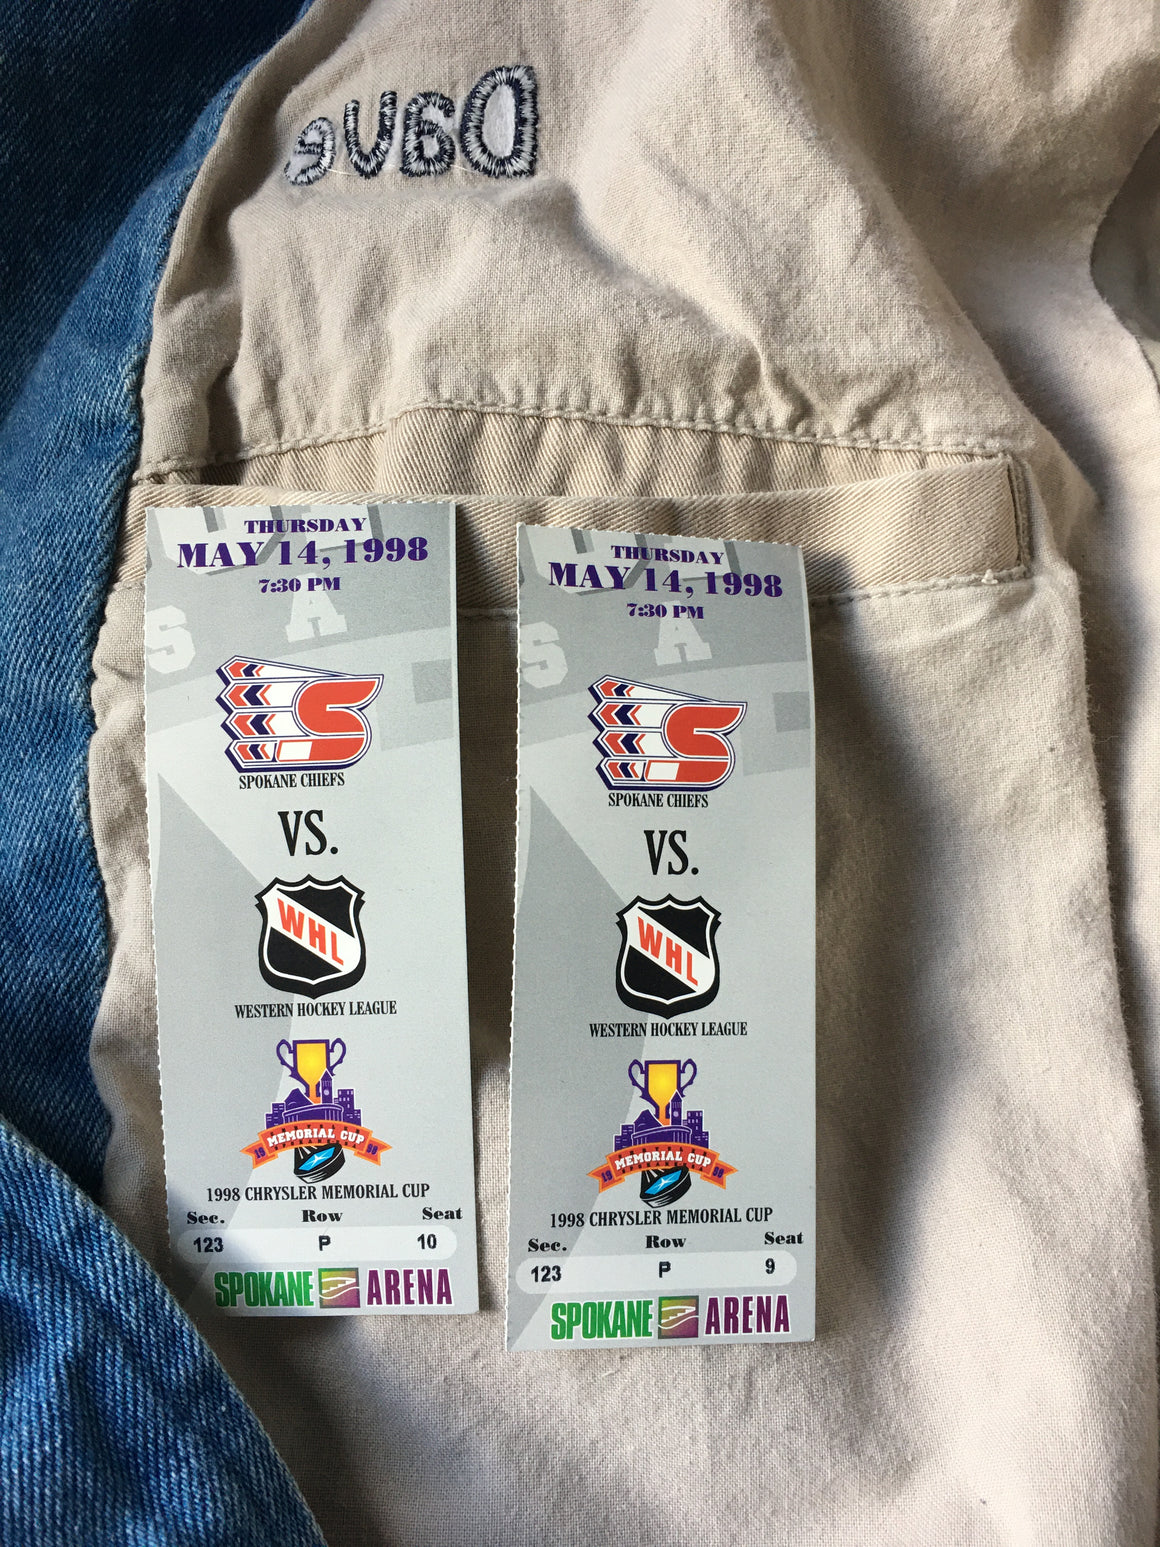 Dave
THURSDAY
MAY 14, 1998
7:30 PM
S
SPOKANE CHIEFS
VS.
WHL
WESTERN HOCKEY LEAGUE
MEMORIAL CUP
19 98
1998 CHRYSLER MEMORIAL CUP
Sec. Row Seat
123 P 10
SPOKANE ARENA
THURSDAY
MAY 14, 1998
7:30 PM
S
SPOKANE CHIEFS
VS.
WHL
WESTERN HOCKEY LEAGUE
MEMORIAL CUP
19 98
1998 CHRYSLER MEMORIAL CUP
Sec. Row Seat
123 P 9
SPOKANE ARENA